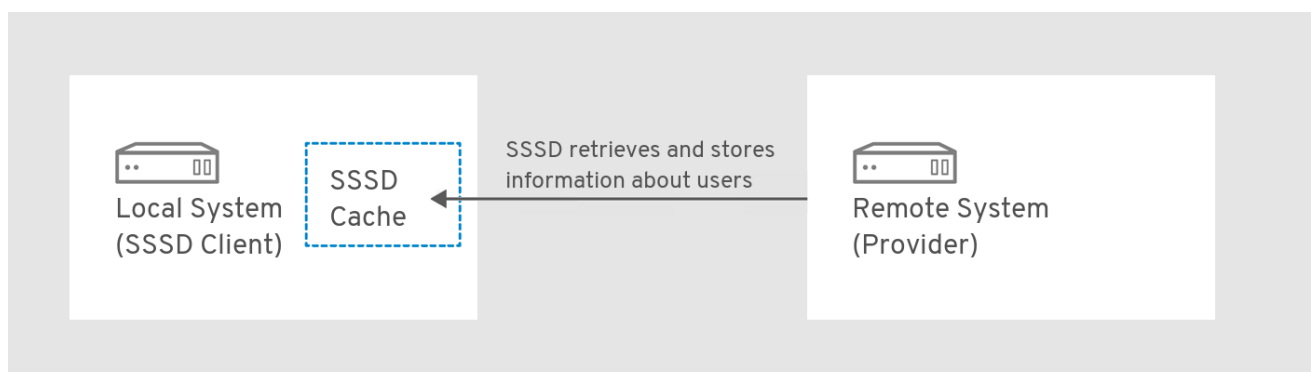 SSSD retrieves and stores
information about users
SSSD
Cache
Local System
(SSSD Client)
Remote System
(Provider)